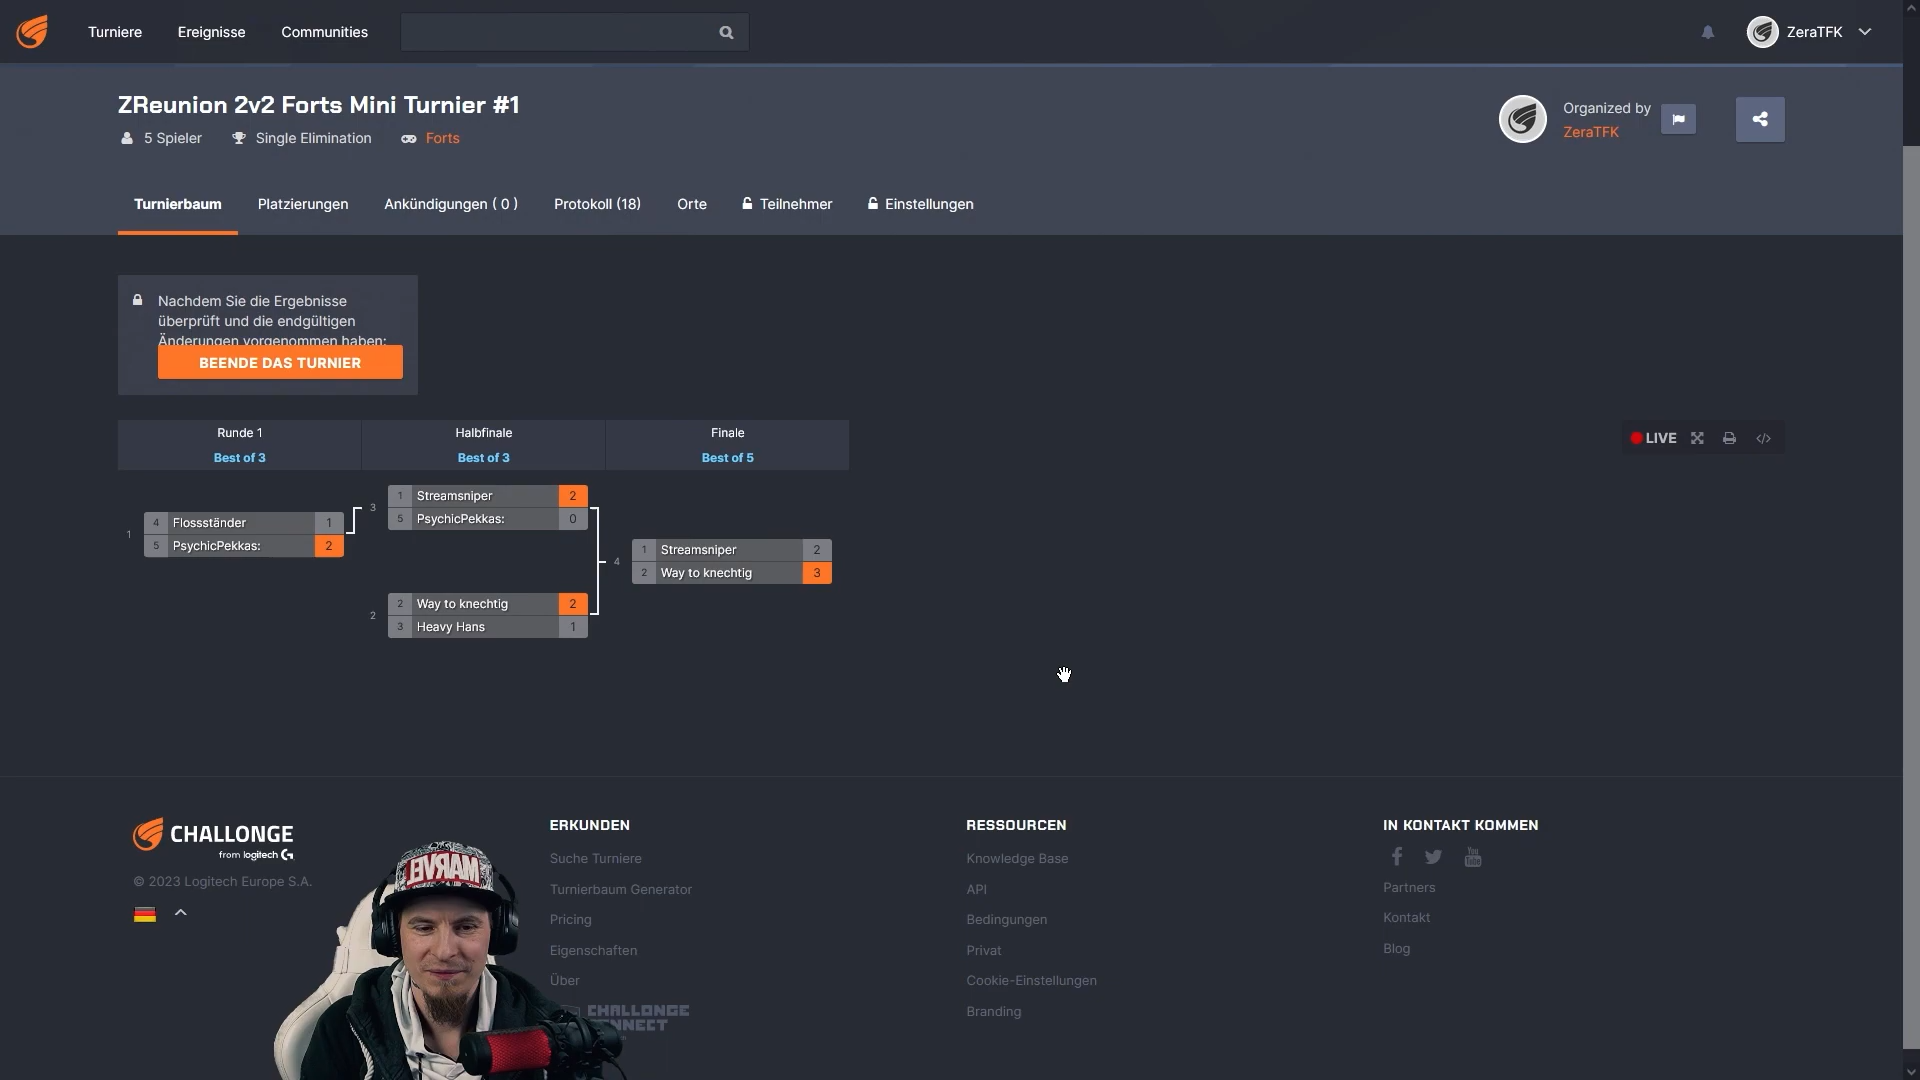 Turniere Ereignisse Communities ZeraTFK
ZReunion 2v2 Forts Mini Turnier #1
5 Spieler Single Elimination Forts
Organized by
ZeraTFK
Turnierbaum Platzierungen Ankündigungen ( 0 ) Protokoll (18) Orte Teilnehmer Einstellungen
Nachdem Sie die Ergebnisse
überprüft und die endgültigen
Änderungen vorgenommen haben:
BEENDE DAS TURNIER
Runde 1 Halbfinale Finale
Best of 3 Best of 3 Best of 5
LIVE
1
4 Flossständer 1
5 PsychicPekkas: 2
3
1 Streamsniper 2
5 PsychicPekkas: 0
2
2 Way to knechtig 2
3 Heavy Hans 1
4
1 Streamsniper 2
2 Way to knechtig 3
CHALLONGE
from logitech G
© 2023 Logitech Europe S.A.
MARVEL
ERKUNDEN
Suche Turniere
Turnierbaum Generator
Pricing
Eigenschaften
Über
CHALLONGE
RESSOURCEN
Knowledge Base
API
Bedingungen
Privat
Cookie-Einstellungen
Branding
IN KONTAKT KOMMEN
You Tube
Partners
Kontakt
Blog